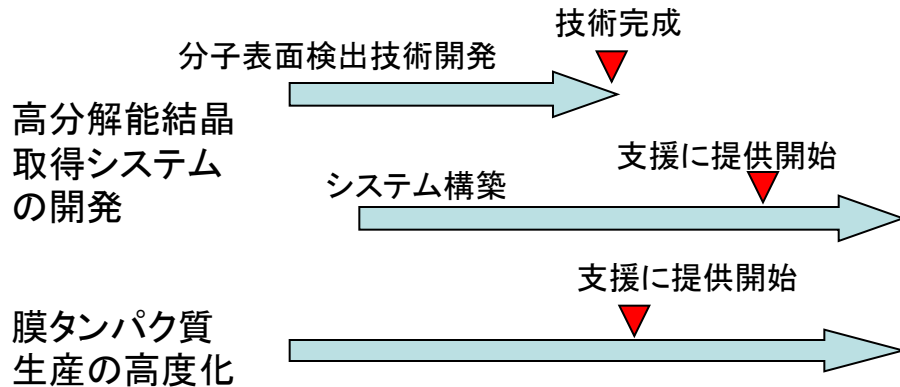 技術完成
分子表面検出技術開発
高分解能結晶
取得システム
の開発
支援に提供開始
システム構築
支援に提供開始
膜タンパク質
生産の高度化